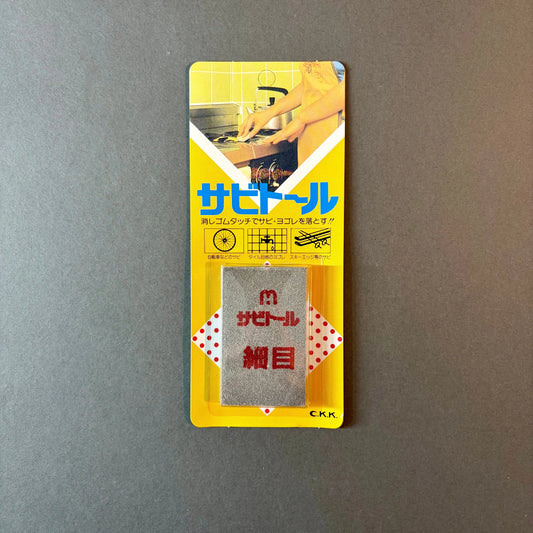 サビトール
消しゴムタッチでサビ・ヨゴレを落とす!!
自転車などのサビ
タイル目地のヨゴレ
スキーエッジ等のサビ
m
サビトール
細目
C.K.K.